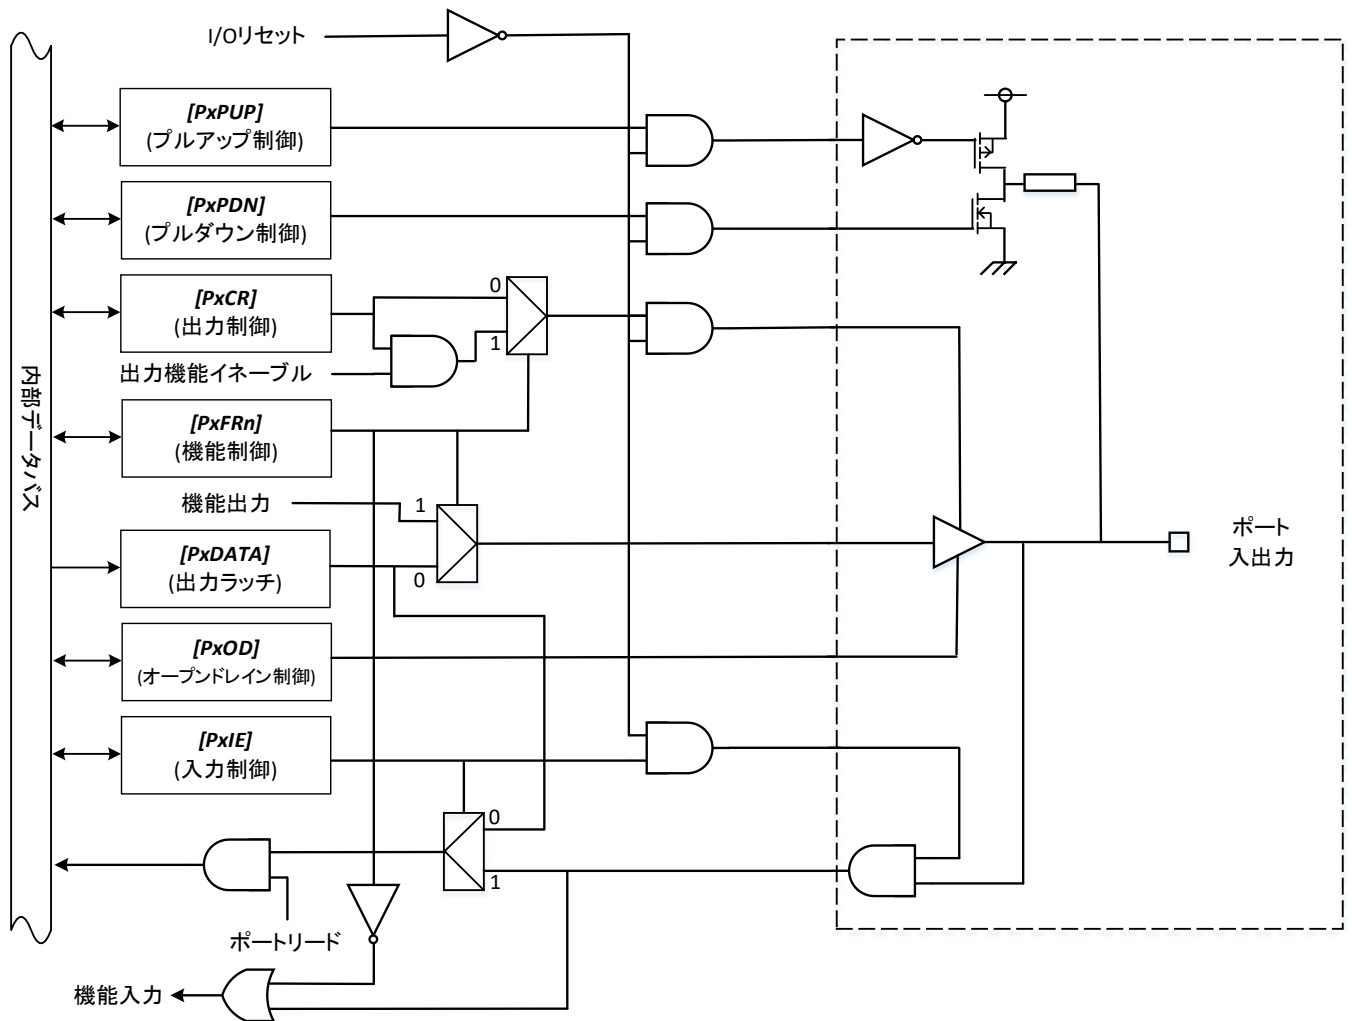 I/Oリセット
[PxPUP]
(プルアップ制御)
[PxPDN]
(プルダウン制御)
[PxCR]
(出力制御)
0
1
出力機能イネーブル
内部データバス
[PxFRn]
(機能制御)
機能出力
1
[PxDATA]
(出力ラッチ)
0
ポート
入出力
[PxOD]
(オープンドレイン制御)
[PxIE]
(入力制御)
0
1
ポートリード
機能入力